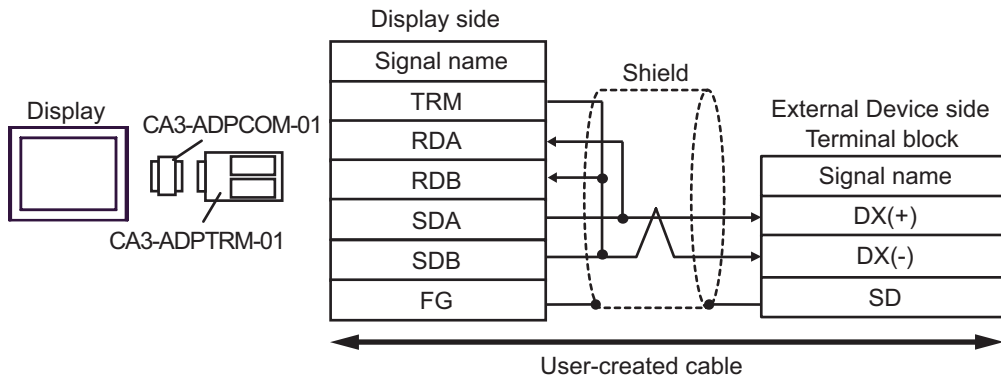 Display side
Signal name
TRM
RDA
RDB
SDA
SDB
FG
Shield
Display
CA3-ADPCOM-01
CA3-ADPTRM-01
External Device side
Terminal block
Signal name
DX(+)
DX(-)
SD
User-created cable